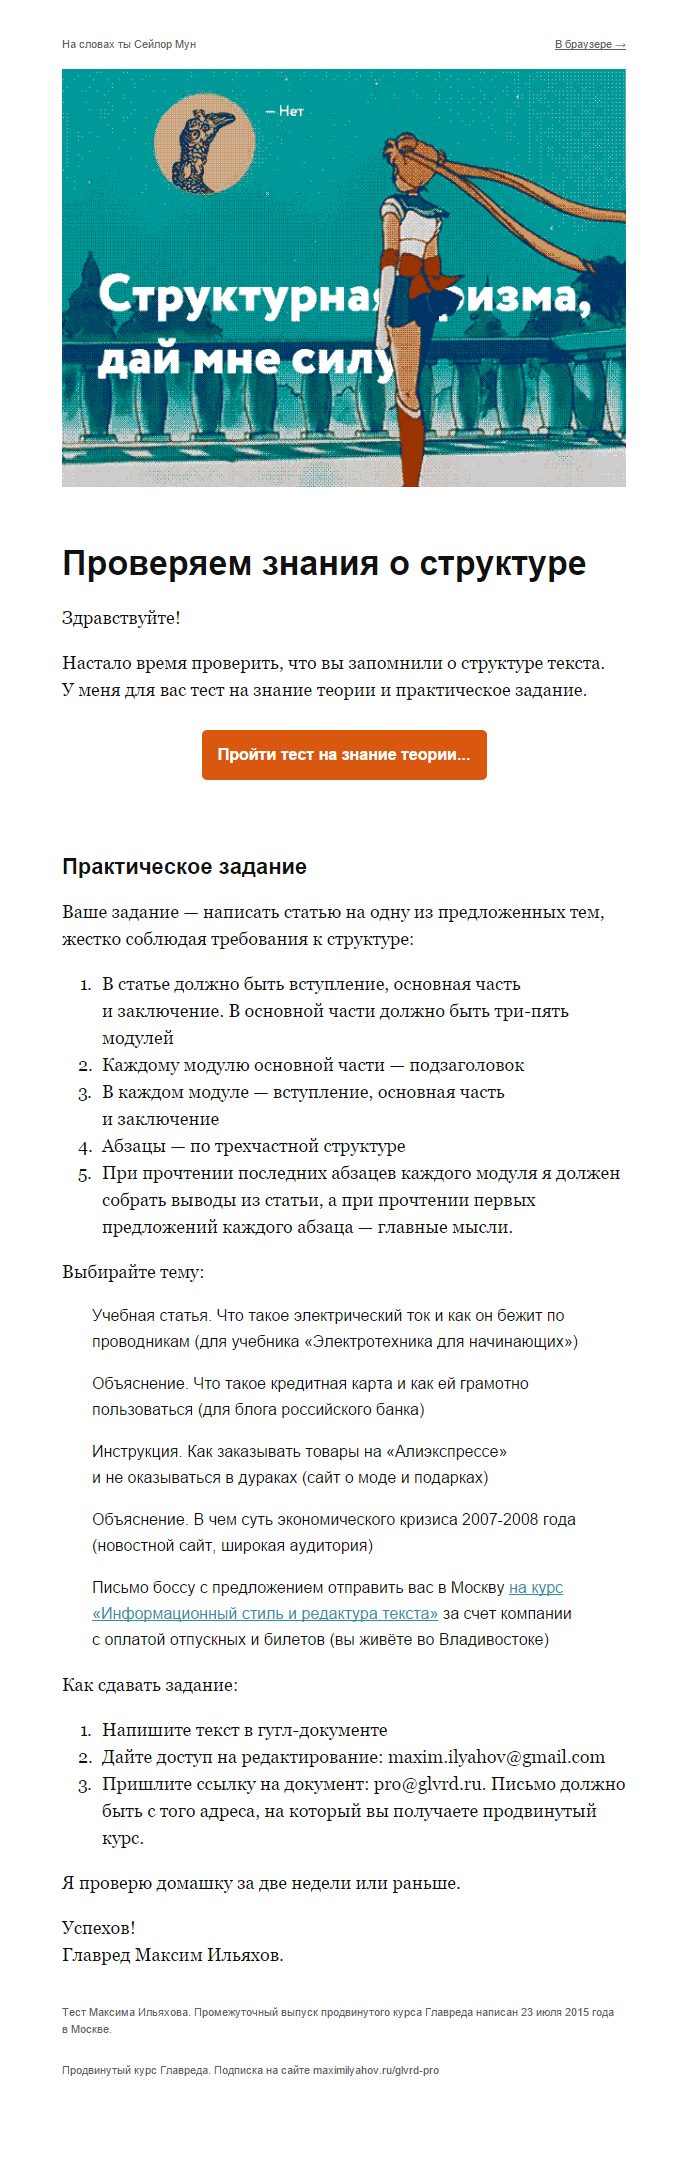 На словах ты Сейлор Мун
В браузере →
— Нет
Структурная призма,
дай мне силу
Проверяем знания о структуре
Здравствуйте!
Настало время проверить, что вы запомнили о структуре текста.
У меня для вас тест на знание теории и практическое задание.
Пройти тест на знание теории...
Практическое задание
Ваше задание — написать статью на одну из предложенных тем,
жестко соблюдая требования к структуре:
1. В статье должно быть вступление, основная часть
и заключение. В основной части должно быть три-пять
модулей
2. Каждому модулю основной части — подзаголовок
3. В каждом модуле — вступление, основная часть
и заключение
4. Абзацы — по трехчастной структуре
5. При прочтении последних абзацев каждого модуля я должен
собрать выводы из статьи, а при прочтении первых
предложений каждого абзаца — главные мысли.
Выбирайте тему:
Учебная статья. Что такое электрический ток и как он бежит по
проводникам (для учебника «Электротехника для начинающих»)
Объяснение. Что такое кредитная карта и как ей грамотно
пользоваться (для блога российского банка)
Инструкция. Как заказывать товары на «Алиэкспрессе»
и не оказываться в дураках (сайт о моде и подарках)
Объяснение. В чем суть экономического кризиса 2007-2008 года
(новостной сайт, широкая аудитория)
Письмо боссу с предложением отправить вас в Москву на курс
«Информационный стиль и редактура текста» за счет компании
с оплатой отпускных и билетов (вы живёте во Владивостоке)
Как сдавать задание:
1. Напишите текст в гугл-документе
2. Дайте доступ на редактирование: maxim.ilyahov@gmail.com
3. Пришлите ссылку на документ: pro@glvrd.ru. Письмо должно
быть с того адреса, на который вы получаете продвинутый
курс.
Я проверю домашку за две недели или раньше.
Успехов!
Главред Максим Ильяхов.
Тест Максима Ильяхова. Промежуточный выпуск продвинутого курса Главреда написан 23 июля 2015 года
в Москве.
Продвинутый курс Главреда. Подписка на сайте maximilyahov.ru/glvrd-pro